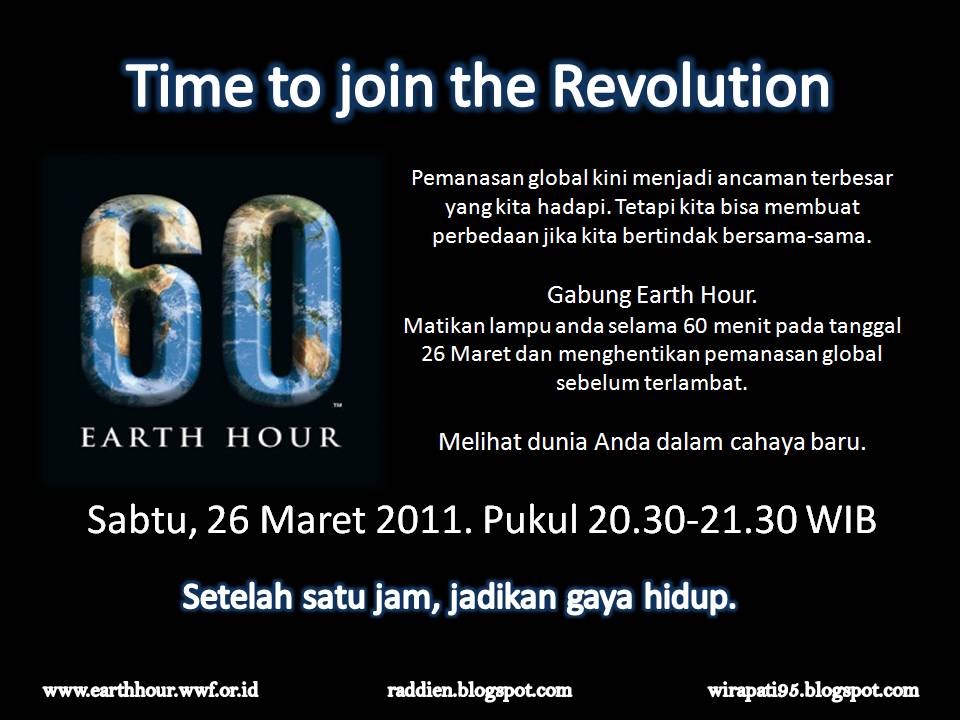 Time to join the Revolution
60
™
EARTH HOUR
Pemanasan global kini menjadi ancaman terbesar
yang kita hadapi. Tetapi kita bisa membuat
perbedaan jika kita bertindak bersama-sama.
Gabung Earth Hour.
Matikan lampu anda selama 60 menit pada tanggal
26 Maret dan menghentikan pemanasan global
sebelum terlambat.
Melihat dunia Anda dalam cahaya baru.
Sabtu, 26 Maret 2011. Pukul 20.30-21.30 WIB
Setelah satu jam, jadikan gaya hidup.
www.earthhour.wwf.or.id raddien.blogspot.com wirapati95.blogspot.com